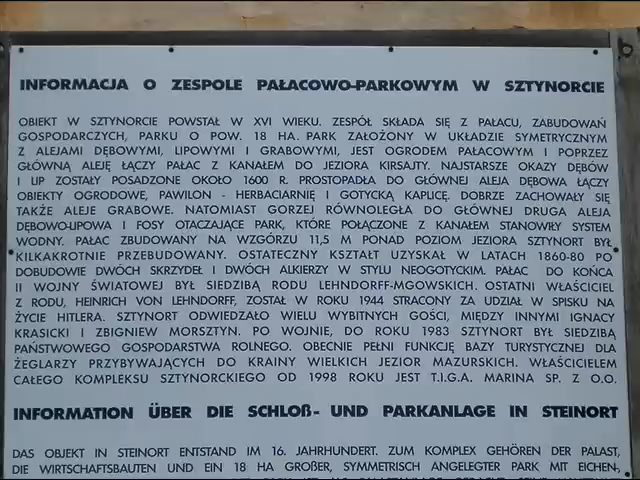 INFORMACJA O ZESPOLE PAŁACOWO-PARKOWYM W SZTYNORCIE
OBIEKT W SZTYNORCIE POWSTAŁ W XVI WIEKU. ZESPÓŁ SKŁADA SIĘ Z PAŁACU, ZABUDOWAŃ
GOSPODARCZYCH, PARKU O POW. 18 HA. PARK ZAŁOŻONY W UKŁADZIE SYMETRYCZNYM
Z ALEJAMI DĘBOWYMI, LIPOWYMI I GRABOWYMI, JEST OGRODEM PAŁACOWYM I POPRZEZ
GŁÓWNĄ ALEJĘ ŁĄCZY PAŁAC Z KANAŁEM DO JEZIORA KIRSAJTY. NAJSTARSZE OKAZY DĘBÓW
I LIP ZOSTAŁY POSADZONE OKOŁO 1600 R. PROSTOPADŁA DO GŁÓWNEJ ALEJA DĘBOWA ŁĄCZY
OBIEKTY OGRODOWE, PAWILON - HERBACIARNIĘ I GOTYCKĄ KAPLICĘ. DOBRZE ZACHOWAŁY SIĘ
TAKŻE ALEJE GRABOWE. NATOMIAST GORZEJ RÓWNOLEGŁA DO GŁÓWNEJ DRUGA ALEJA
DĘBOWO-LIPOWA I FOSY OTACZAJĄCE PARK, KTÓRE POŁĄCZONE Z KANAŁEM STANOWIŁY SYSTEM
WODNY. PAŁAC ZBUDOWANY NA WZGÓRZU 11,5 M PONAD POZIOM JEZIORA SZTYNORT BYŁ
KILKAKROTNIE PRZEBUDOWANY. OSTATECZNY KSZTAŁT UZYSKAŁ W LATACH 1860-80 PO
DOBUDOWIE DWÓCH SKRZYDEŁ I DWÓCH ALKIERZY W STYLU NEOGOTYCKIM. PAŁAC DO KOŃCA
II WOJNY ŚWIATOWEJ BYŁ SIEDZIBĄ RODU LEHNDORFF-MGOWSKICH. OSTATNI WŁAŚCICIEL
Z RODU, HEINRICH VON LEHNDORFF, ZOSTAŁ W ROKU 1944 STRACONY ZA UDZIAŁ W SPISKU NA
ŻYCIE HITLERA. SZTYNORT ODWIEDZAŁO WIELU WYBITNYCH GOŚCI, MIĘDZY INNYMI IGNACY
KRASICKI I ZBIGNIEW MORSZTYN. PO WOJNIE, DO ROKU 1983 SZTYNORT BYŁ SIEDZIBĄ
PAŃSTWOWEGO GOSPODARSTWA ROLNEGO. OBECNIE PEŁNI FUNKCJĘ BAZY TURYSTYCZNEJ DLA
ŻEGLARZY PRZYBYWAJĄCYCH DO KRAINY WIELKICH JEZIOR MAZURSKICH. WŁAŚCICIELEM
CAŁEGO KOMPLEKSU SZTYNORCKIEGO OD 1998 ROKU JEST T.I.G.A. MARINA SP. Z O.O.
INFORMATION ÜBER DIE SCHLOß- UND PARKANLAGE IN STEINORT
DAS OBJEKT IN STEINORT ENTSTAND IM 16. JAHRHUNDERT. ZUM KOMPLEX GEHÖREN DER PALAST,
DIE WIRTSCHAFTSBAUTEN UND EIN 18 HA GROßER, SYMMETRISCH ANGELEGTER PARK MIT EICHEN,